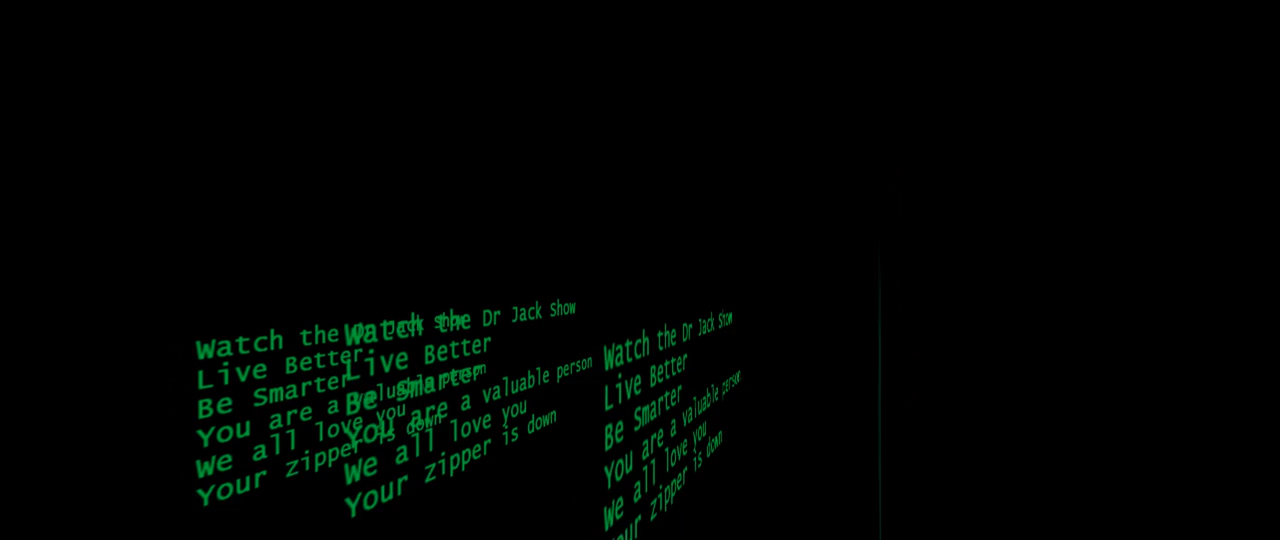 Watch the Dr Jack Show
Live Better
Be Smarter
You are a valuable person
We all love you
Your zipper is down
Watch the Dr Jack Show
Live Better
Be Smarter
You are a valuable person
We all love you
Your zipper is down
Watch the Dr Jack Show
Live Better
Be Smarter
You are a valuable person
We all love you
Your zipper is down